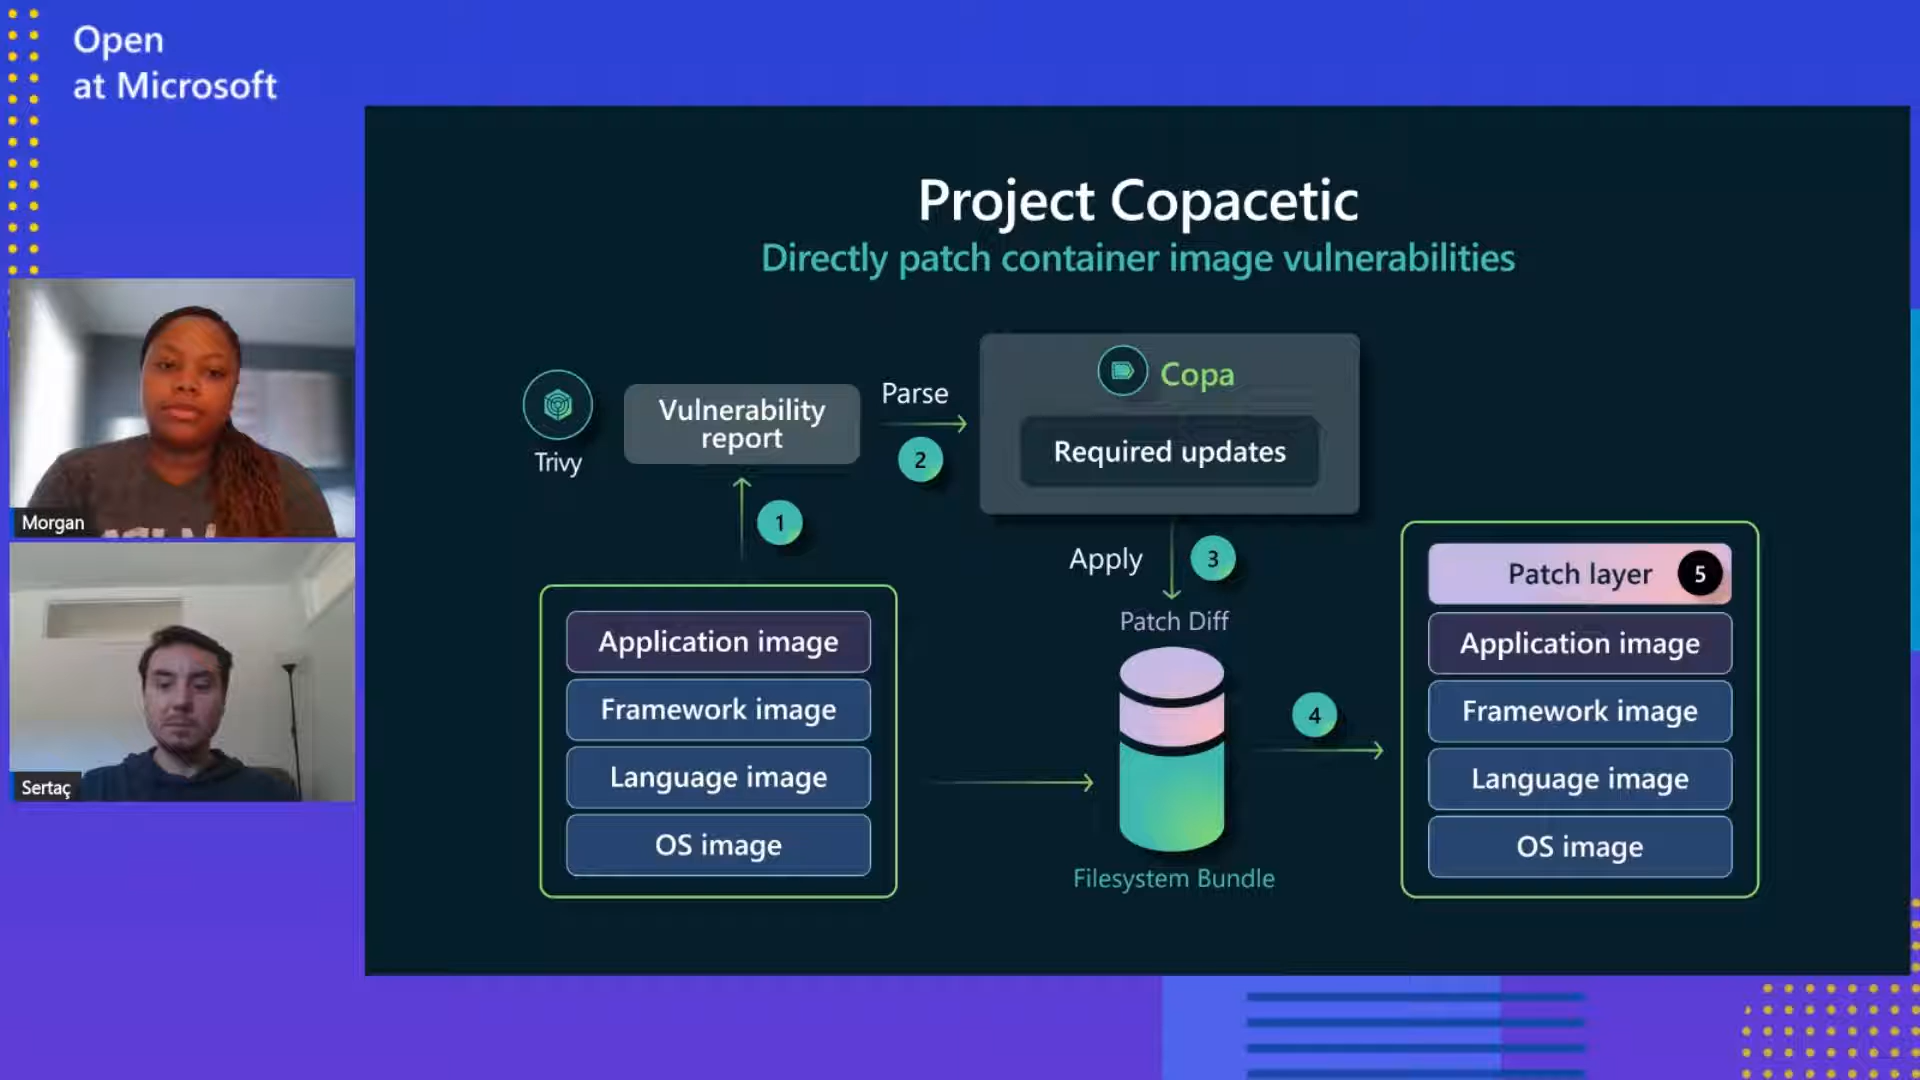 Open
at Microsoft
Project Copacetic
Directly patch container image vulnerabilities
Trivy
Vulnerability
report
Parse
2
Copa
Required updates
1
Apply
3
Patch Diff
Filesystem Bundle
4
Application image
Framework image
Language image
OS image
Patch layer
5
Application image
Framework image
Language image
OS image
Morgan
Sertaç